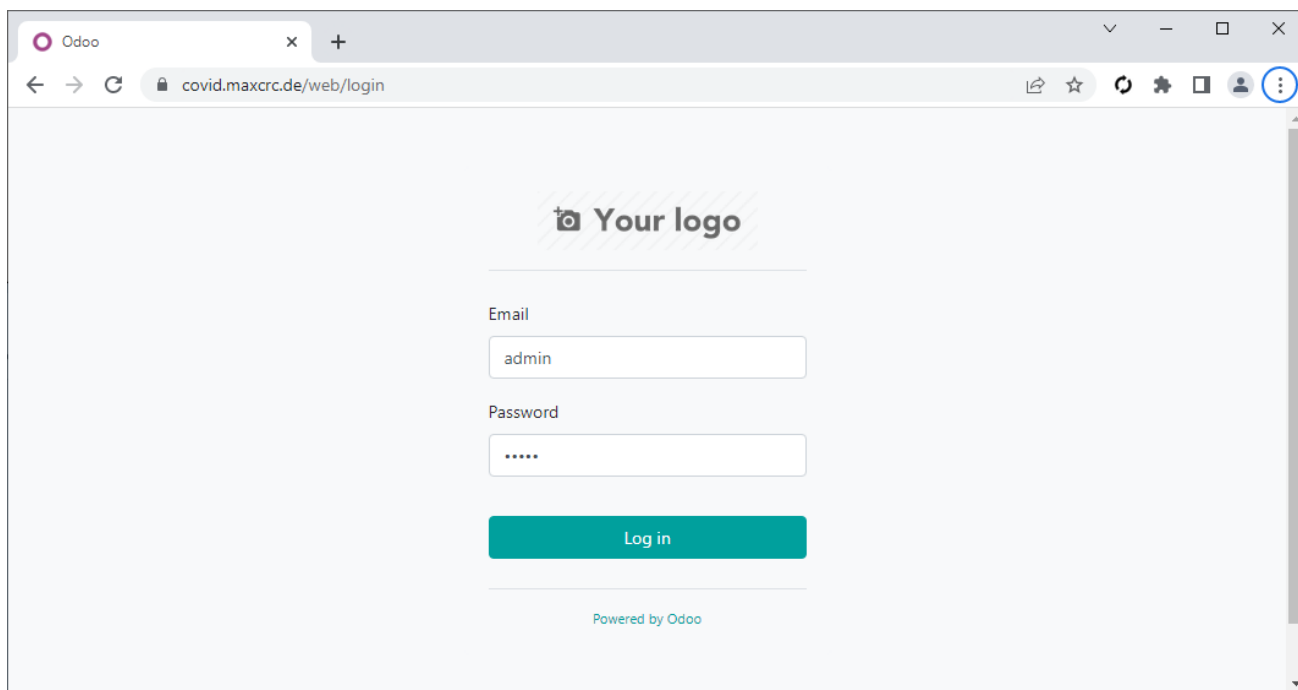 Odoo
covid.maxcrc.de/web/login
Your logo
Email
admin
Password
•••••
Log in
Powered by Odoo